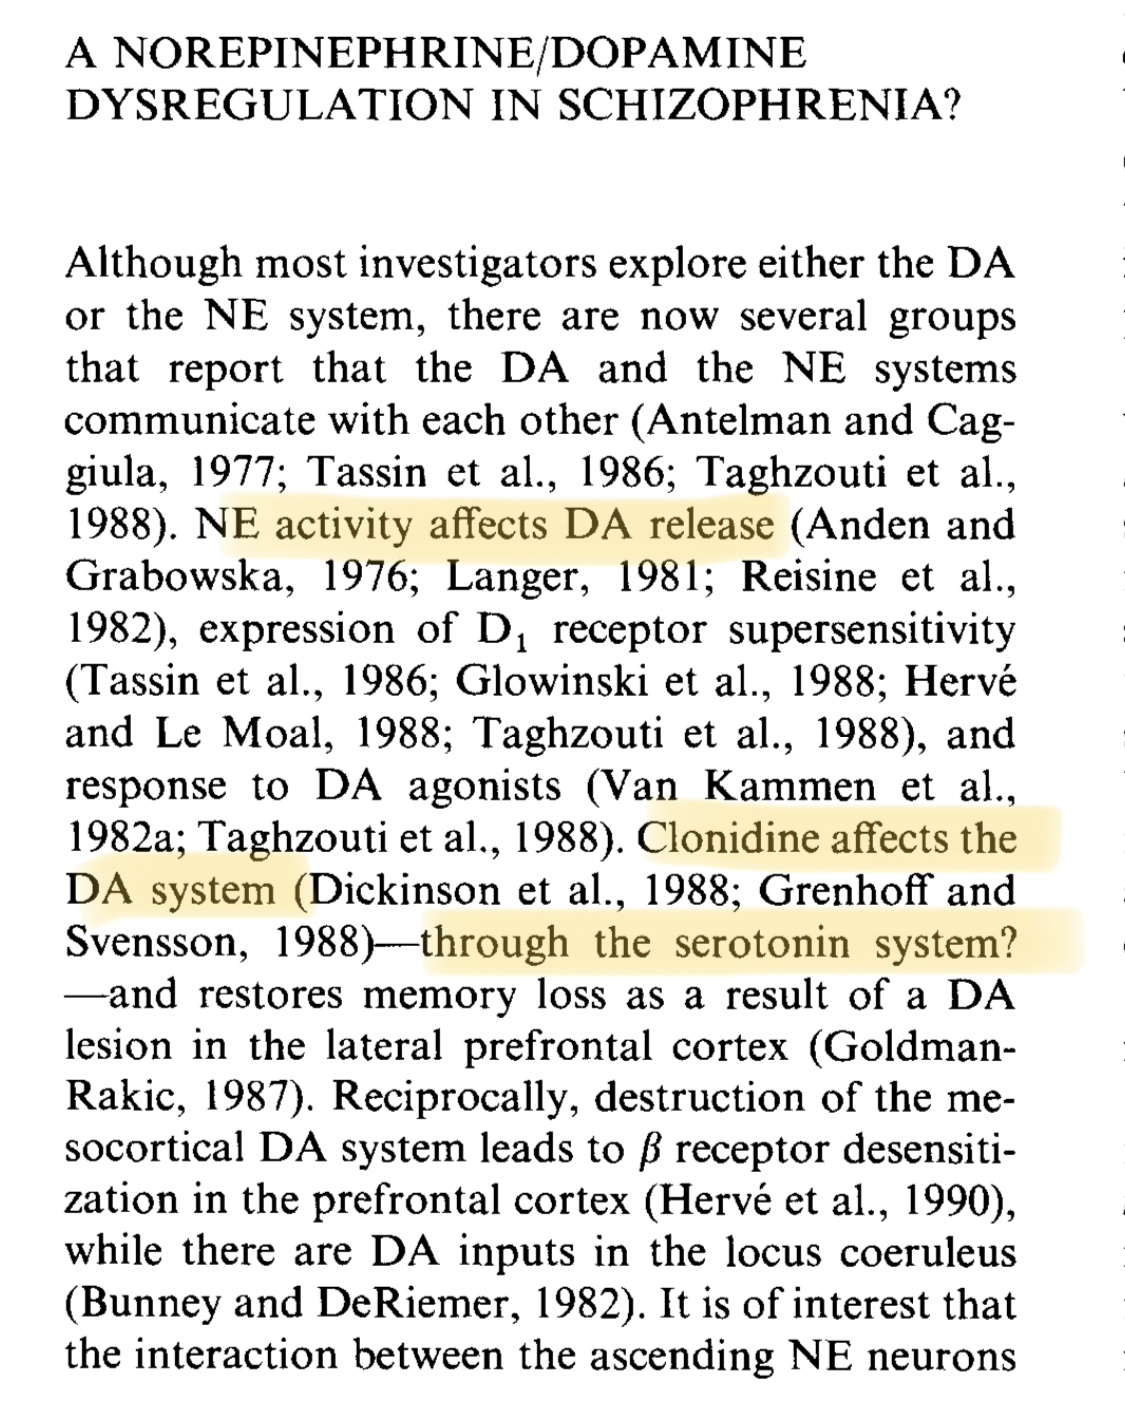 A NOREPINEPHRINE/DOPAMINE
DYSREGULATION IN SCHIZOPHRENIA?
Although most investigators explore either the DA
or the NE system, there are now several groups
that report that the DA and the NE systems
communicate with each other (Antelman and Cag-
giula, 1977; Tassin et al., 1986; Taghzouti et al.,
1988). NE activity affects DA release (Anden and
Grabowska, 1976; Langer, 1981; Reisine et al.,
1982), expression of D₁ receptor supersensitivity
(Tassin et al., 1986; Glowinski et al., 1988; Hervé
and Le Moal, 1988; Taghzouti et al., 1988), and
response to DA agonists (Van Kammen et al.,
1982a; Taghzouti et al., 1988). Clonidine affects the
DA system (Dickinson et al., 1988; Grenhoff and
Svensson, 1988)—through the serotonin system?
—and restores memory loss as a result of a DA
lesion in the lateral prefrontal cortex (Goldman-
Rakic, 1987). Reciprocally, destruction of the me-
socortical DA system leads to β receptor desensiti-
zation in the prefrontal cortex (Hervé et al., 1990),
while there are DA inputs in the locus coeruleus
(Bunney and DeRiemer, 1982). It is of interest that
the interaction between the ascending NE neurons